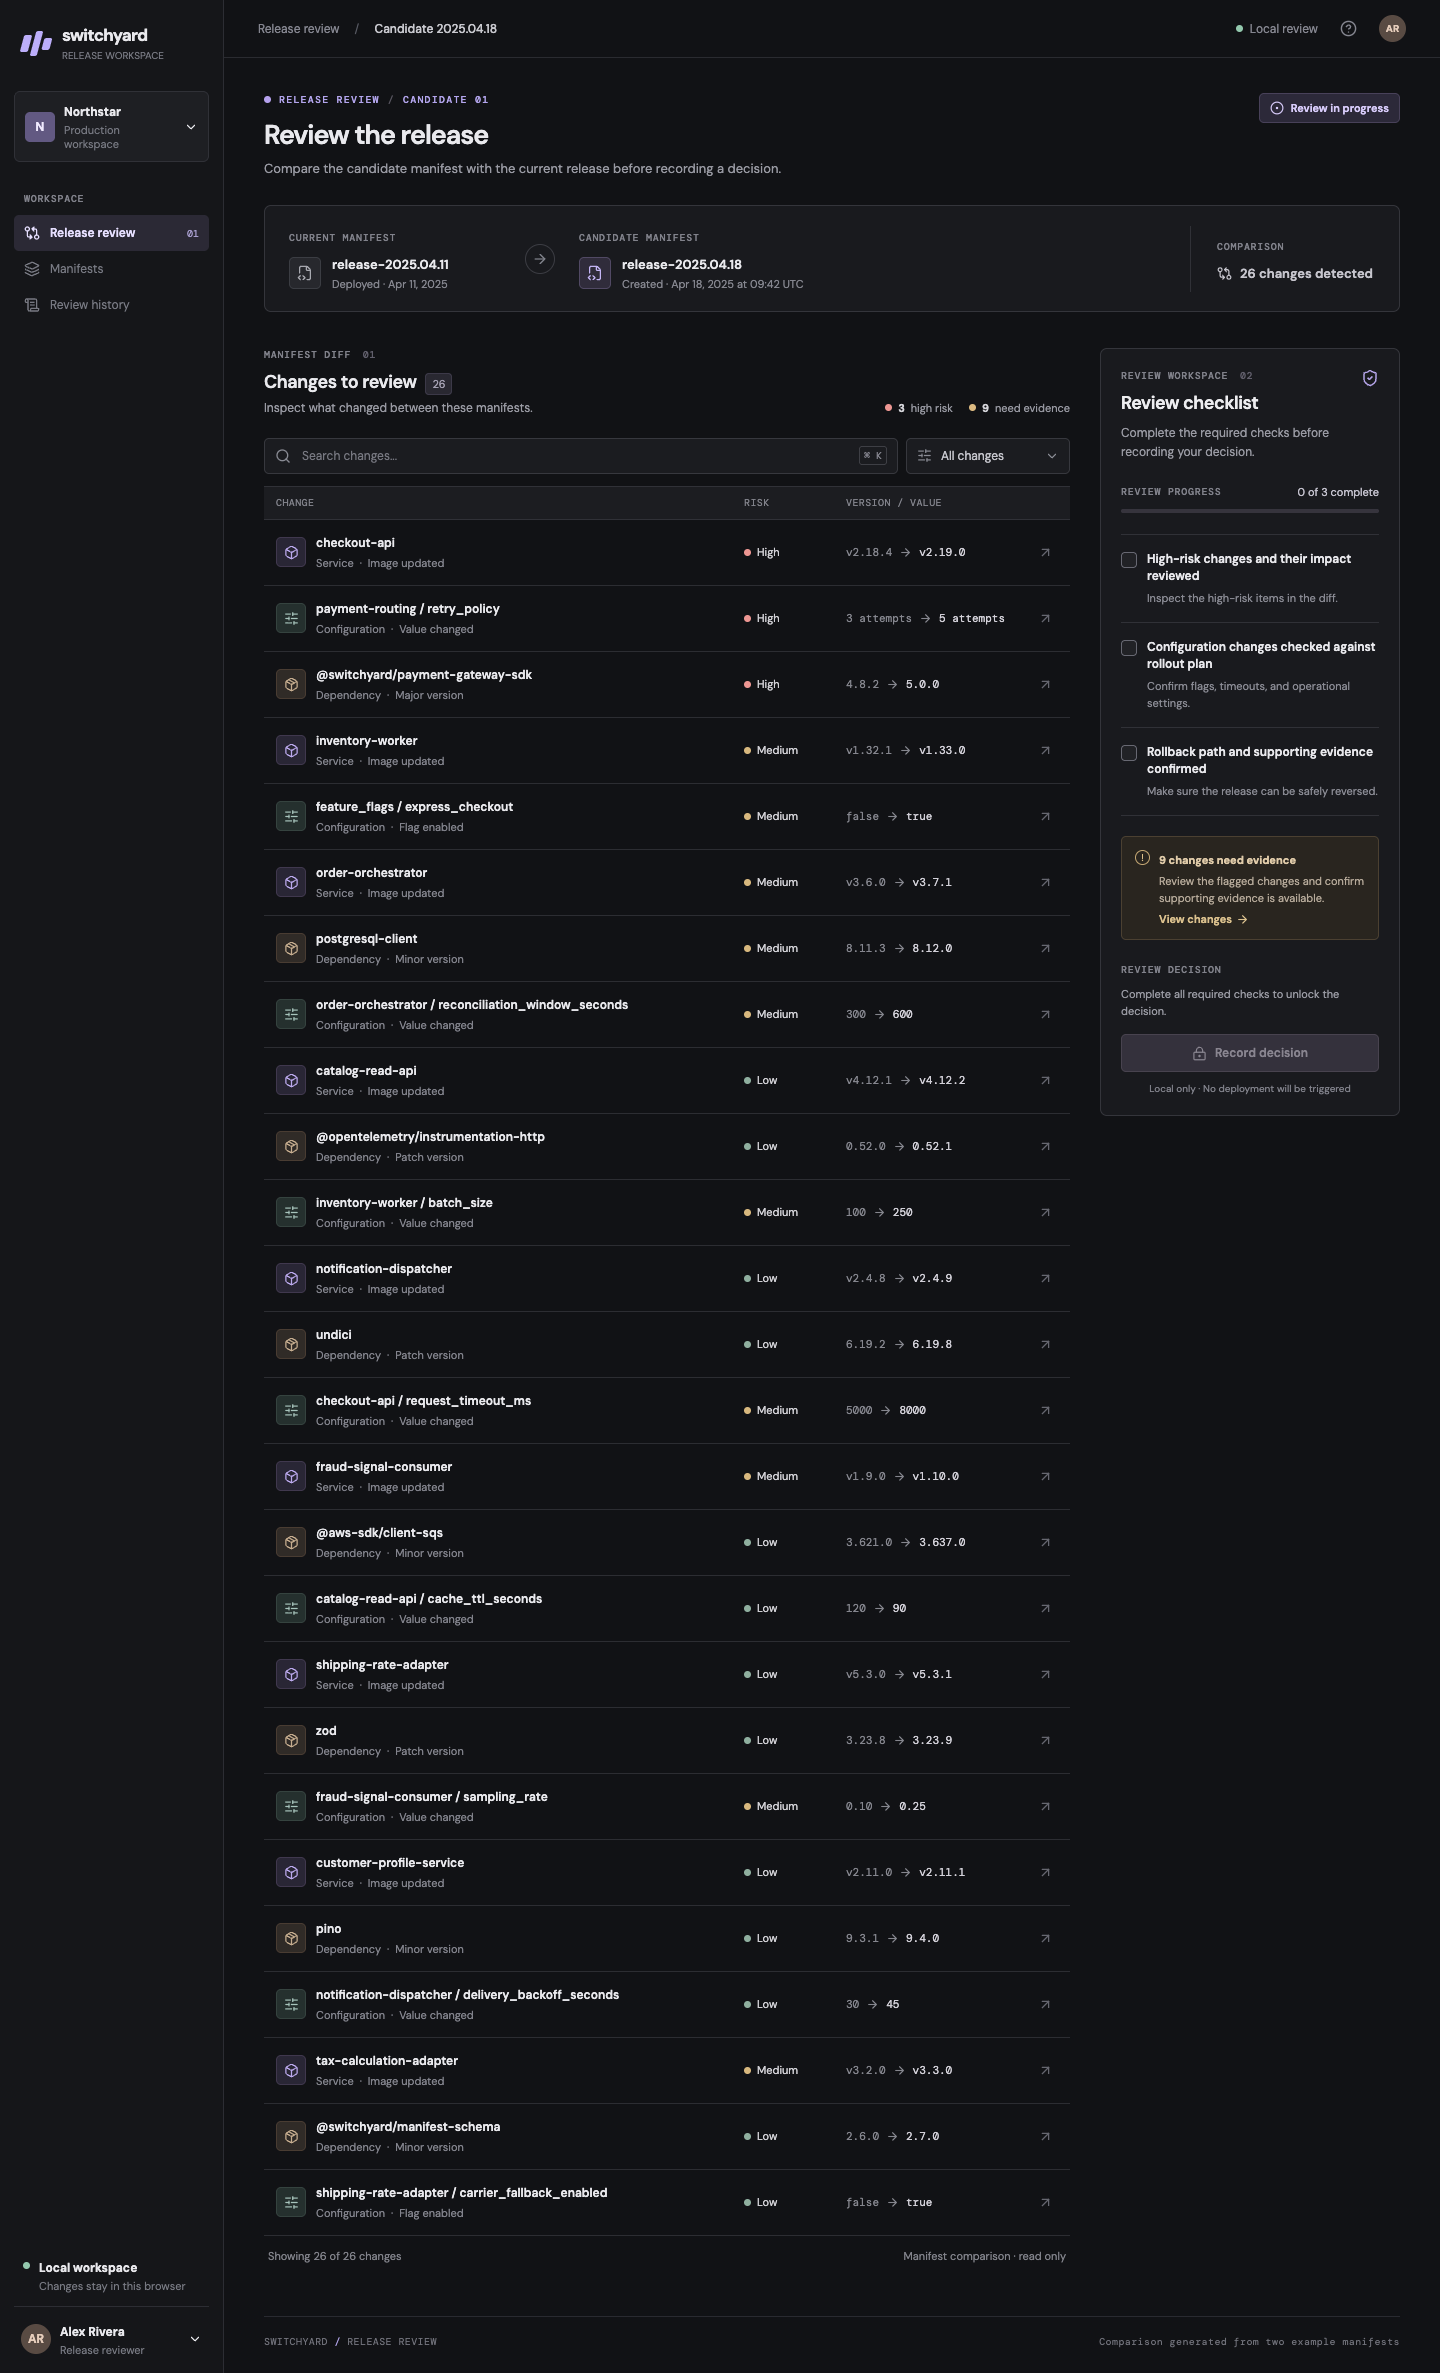 switchyard
RELEASE WORKSPACE
N
Northstar
Production
workspace
WORKSPACE
Release review 01
Manifests
Review history
Local workspace
Changes stay in this browser
AR
Alex Rivera
Release reviewer
Release review / Candidate 2025.04.18
Local review
AR
RELEASE REVIEW / CANDIDATE 01
Review the release
Compare the candidate manifest with the current release before recording a decision.
Review in progress
CURRENT MANIFEST
release-2025.04.11
Deployed · Apr 11, 2025
CANDIDATE MANIFEST
release-2025.04.18
Created · Apr 18, 2025 at 09:42 UTC
COMPARISON
26 changes detected
MANIFEST DIFF 01
Changes to review 26
Inspect what changed between these manifests.
3 high risk 9 need evidence
Search changes... ⌘ K
All changes
CHANGE RISK VERSION / VALUE
checkout-api
Service · Image updated
High
v2.18.4 → v2.19.0
payment-routing / retry_policy
Configuration · Value changed
High
3 attempts → 5 attempts
@switchyard/payment-gateway-sdk
Dependency · Major version
High
4.8.2 → 5.0.0
inventory-worker
Service · Image updated
Medium
v1.32.1 → v1.33.0
feature_flags / express_checkout
Configuration · Flag enabled
Medium
false → true
order-orchestrator
Service · Image updated
Medium
v3.6.0 → v3.7.1
postgresql-client
Dependency · Minor version
Medium
8.11.3 → 8.12.0
order-orchestrator / reconciliation_window_seconds
Configuration · Value changed
Medium
300 → 600
catalog-read-api
Service · Image updated
Low
v4.12.1 → v4.12.2
@opentelemetry/instrumentation-http
Dependency · Patch version
Low
0.52.0 → 0.52.1
inventory-worker / batch_size
Configuration · Value changed
Medium
100 → 250
notification-dispatcher
Service · Image updated
Low
v2.4.8 → v2.4.9
undici
Dependency · Patch version
Low
6.19.2 → 6.19.8
checkout-api / request_timeout_ms
Configuration · Value changed
Medium
5000 → 8000
fraud-signal-consumer
Service · Image updated
Medium
v1.9.0 → v1.10.0
@aws-sdk/client-sqs
Dependency · Minor version
Low
3.621.0 → 3.637.0
catalog-read-api / cache_ttl_seconds
Configuration · Value changed
Low
120 → 90
shipping-rate-adapter
Service · Image updated
Low
v5.3.0 → v5.3.1
zod
Dependency · Patch version
Low
3.23.8 → 3.23.9
fraud-signal-consumer / sampling_rate
Configuration · Value changed
Medium
0.10 → 0.25
customer-profile-service
Service · Image updated
Low
v2.11.0 → v2.11.1
pino
Dependency · Minor version
Low
9.3.1 → 9.4.0
notification-dispatcher / delivery_backoff_seconds
Configuration · Value changed
Low
30 → 45
tax-calculation-adapter
Service · Image updated
Medium
v3.2.0 → v3.3.0
@switchyard/manifest-schema
Dependency · Minor version
Low
2.6.0 → 2.7.0
shipping-rate-adapter / carrier_fallback_enabled
Configuration · Flag enabled
Low
false → true
Showing 26 of 26 changes
Manifest comparison · read only
REVIEW WORKSPACE 02
Review checklist
Complete the required checks before
recording your decision.
REVIEW PROGRESS 0 of 3 complete
High-risk changes and their impact
reviewed
Inspect the high-risk items in the diff.
Configuration changes checked against
rollout plan
Confirm flags, timeouts, and operational
settings.
Rollback path and supporting evidence
confirmed
Make sure the release can be safely reversed.
9 changes need evidence
Review the flagged changes and confirm
supporting evidence is available.
View changes →
REVIEW DECISION
Complete all required checks to unlock the
decision.
Record decision
Local only · No deployment will be triggered
SWITCHYARD / RELEASE REVIEW
Comparison generated from two example manifests